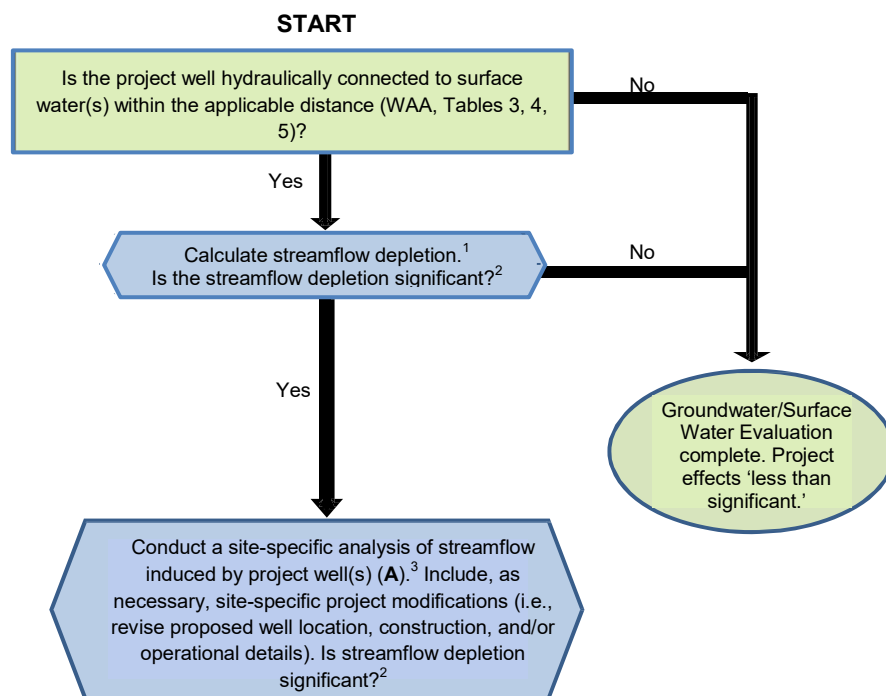 START
Is the project well hydraulically connected to surface
water(s) within the applicable distance (WAA, Tables 3, 4,
5)?
No
Yes
Calculate streamflow depletion.¹
Is the streamflow depletion significant?²
No
Yes
Groundwater/Surface
Water Evaluation
complete. Project
effects ‘less than
significant.’
Conduct a site-specific analysis of streamflow
induced by project well(s) (A).³ Include, as
necessary, site-specific project modifications (i.e.,
revise proposed well location, construction, and/or
operational details). Is streamflow depletion
significant?²